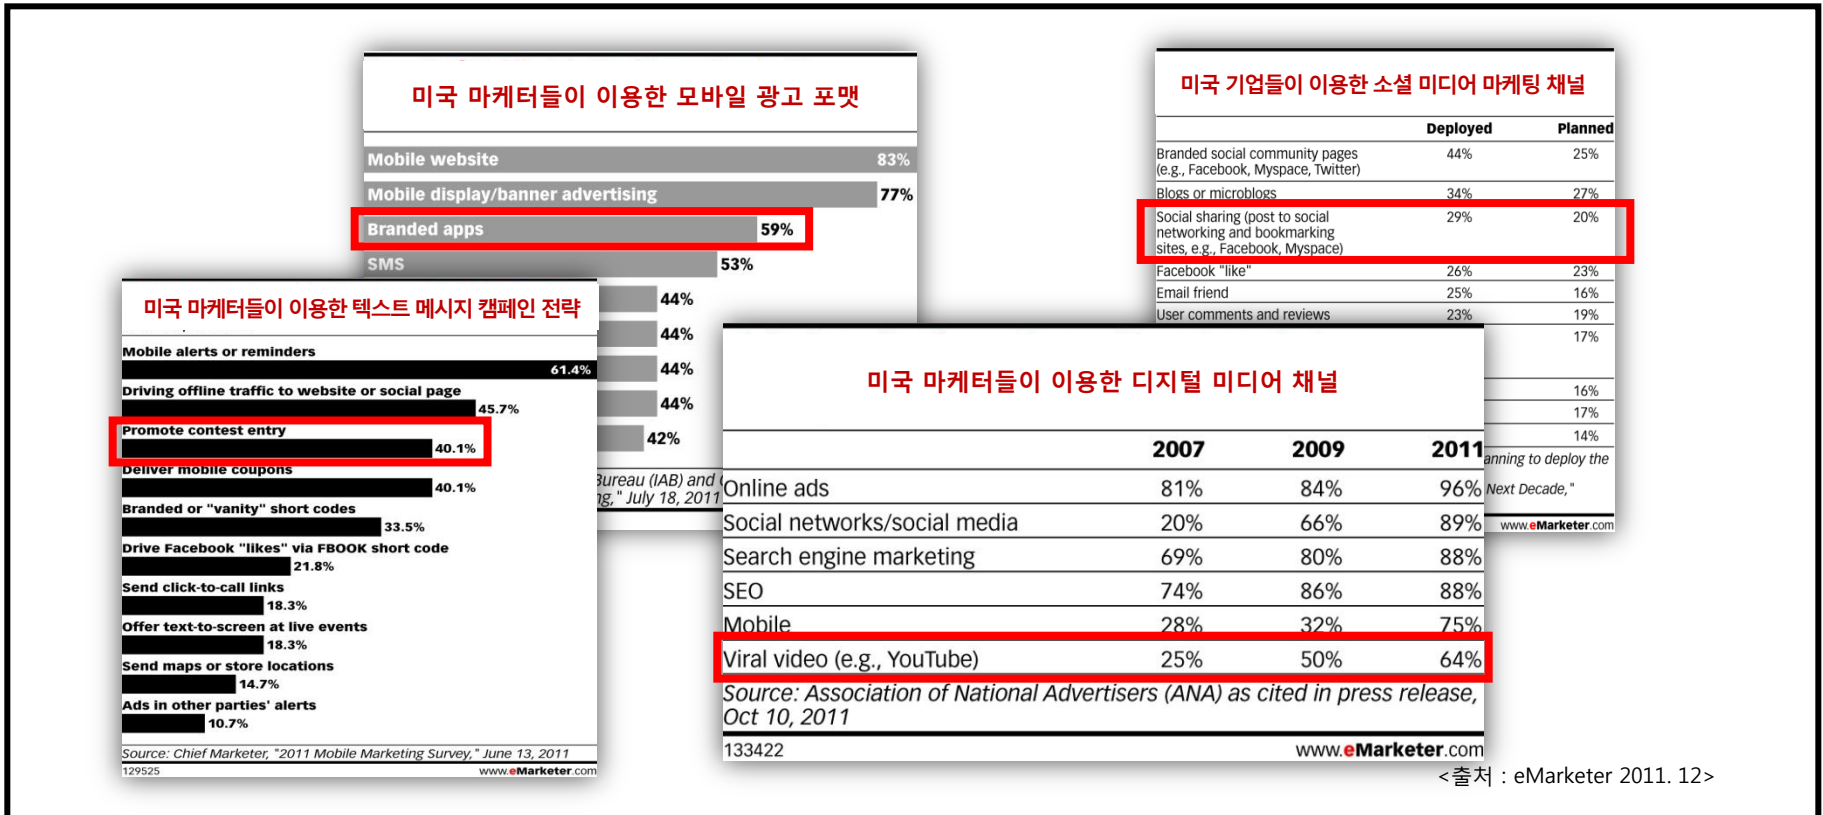 미국 마케터들이 이용한 모바일 광고 포맷
Mobile website 83%
Mobile display/banner advertising 77%
Branded apps 59%
SMS 53%
44%
44%
44%
44%
42%
Bureau (IAB) and
July 18, 2011
미국 기업들이 이용한 소셜 미디어 마케팅 채널
Deployed Planned
Branded social community pages 44% 25%
(e.g., Facebook, Myspace, Twitter)
Blogs or microblogs 34% 27%
Social sharing (post to social 29% 20%
networking and bookmarking
sites, e.g., Facebook, Myspace)
Facebook "like" 26% 23%
Email friend 25% 16%
User comments and reviews 23% 19%
17%
16%
17%
14%
to deploy the
Next Decade,"
www.eMarketer.com
미국 마케터들이 이용한 텍스트 메시지 캠페인 전략
Mobile alerts or reminders
61.4%
Driving offline traffic to website or social page
45.7%
Promote contest entry
40.1%
Deliver mobile coupons
40.1%
Branded or "vanity" short codes
33.5%
Drive Facebook "likes" via FBOOK short code
21.8%
Send click-to-call links
18.3%
Offer text-to-screen at live events
18.3%
Send maps or store locations
14.7%
Ads in other parties' alerts
10.7%
Source: Chief Marketer, "2011 Mobile Marketing Survey," June 13, 2011
129525 www.eMarketer.com
미국 마케터들이 이용한 디지털 미디어 채널
2007 2009 2011
Online ads 81% 84% 96%
Social networks/social media 20% 66% 89%
Search engine marketing 69% 80% 88%
SEO 74% 86% 88%
Mobile 28% 32% 75%
Viral video (e.g., YouTube) 25% 50% 64%
Source: Association of National Advertisers (ANA) as cited in press release,
Oct 10, 2011
133422 www.eMarketer.com
<출처 : eMarketer 2011. 12>